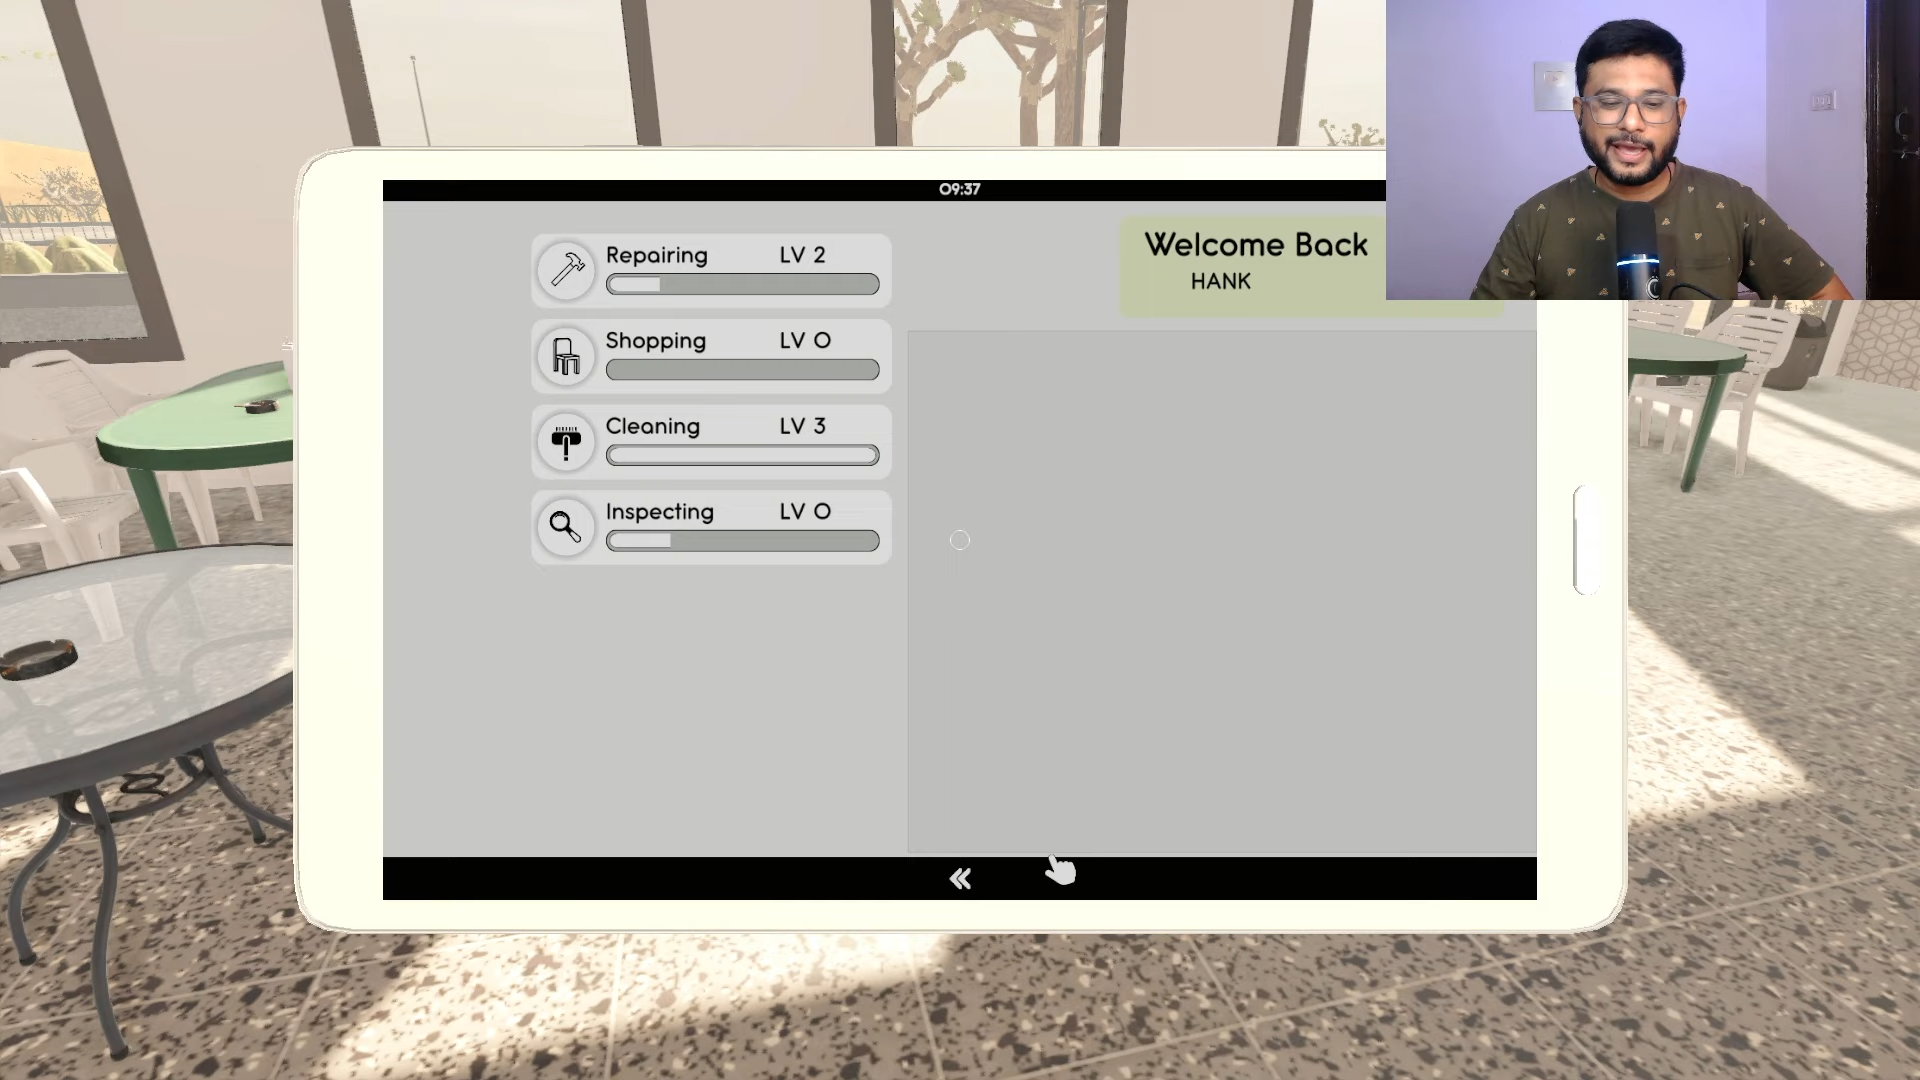 09:37
Welcome Back
HANK
Repairing LV 2
Shopping LV 0
Cleaning LV 3
Inspecting LV 0